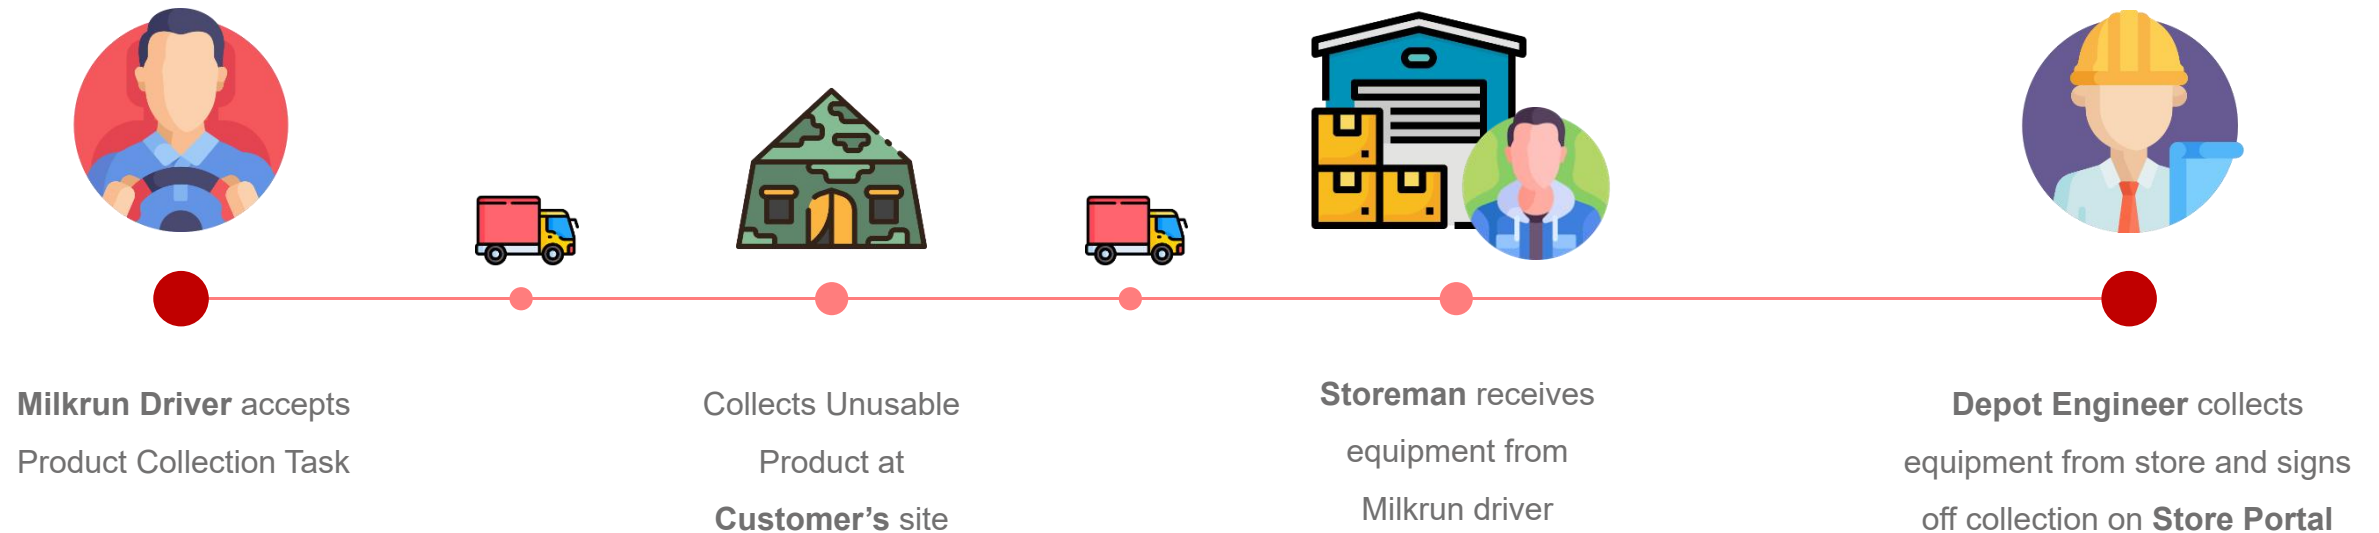 Milkrun Driver accepts
Product Collection Task
Collects Unusable
Product at
Customer’s site
Storeman receives
equipment from
Milkrun driver
Depot Engineer collects
equipment from store and signs
off collection on Store Portal